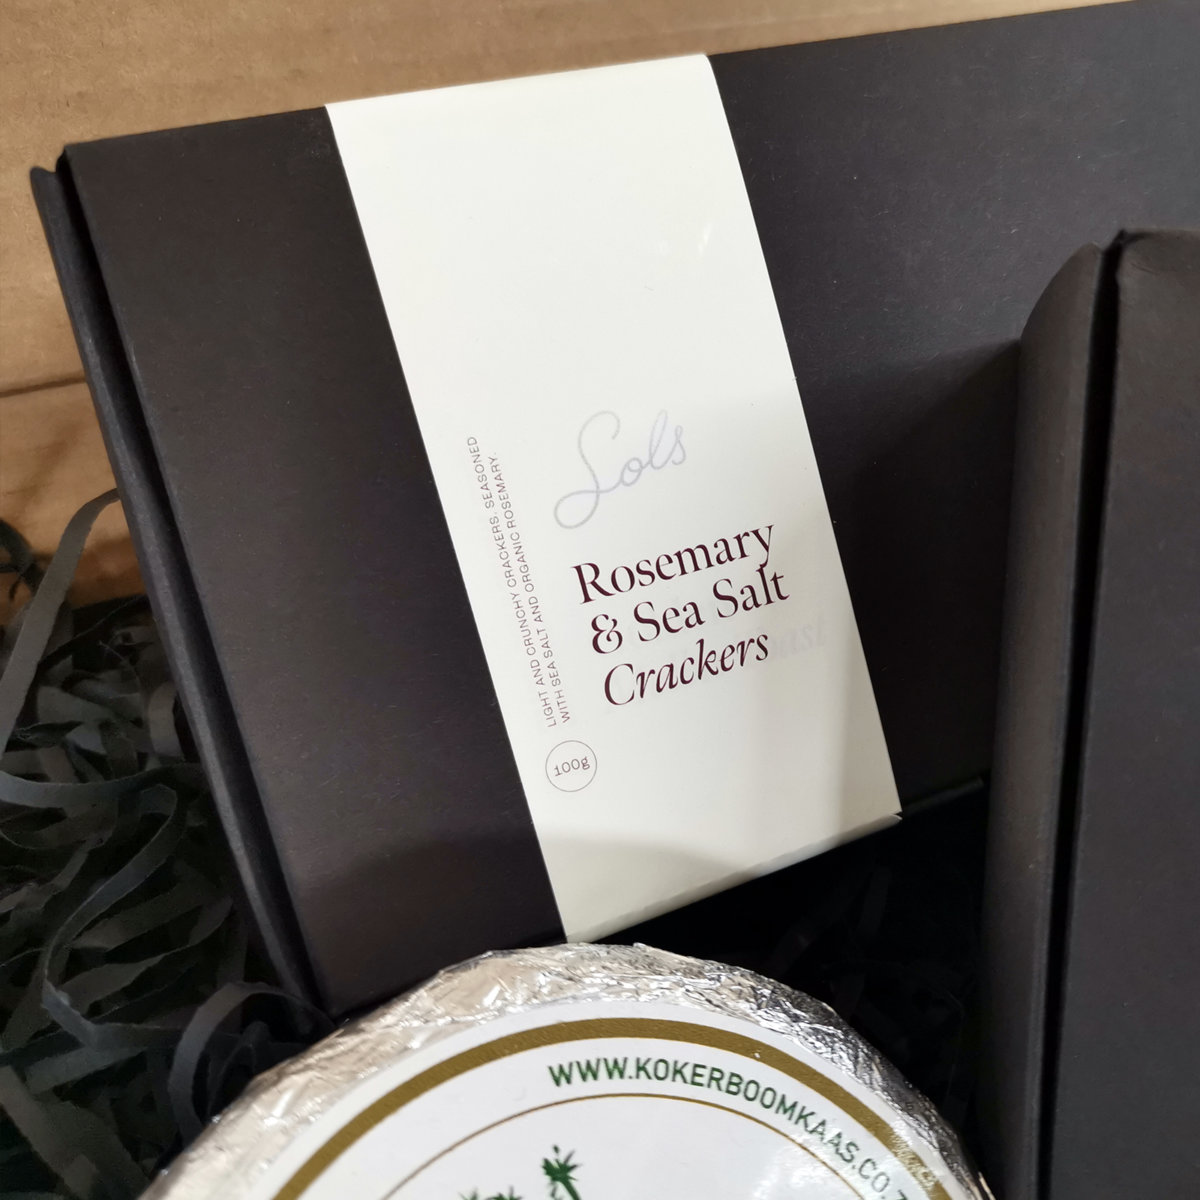 Sols
Rosemary
& Sea Salt
Crackers
LIGHT AND CRUNCHY CRACKERS. SEASONED
WITH SEA SALT AND ORGANIC ROSEMARY.
100g
WWW.KOKERBOOMKAAS.CO.Z